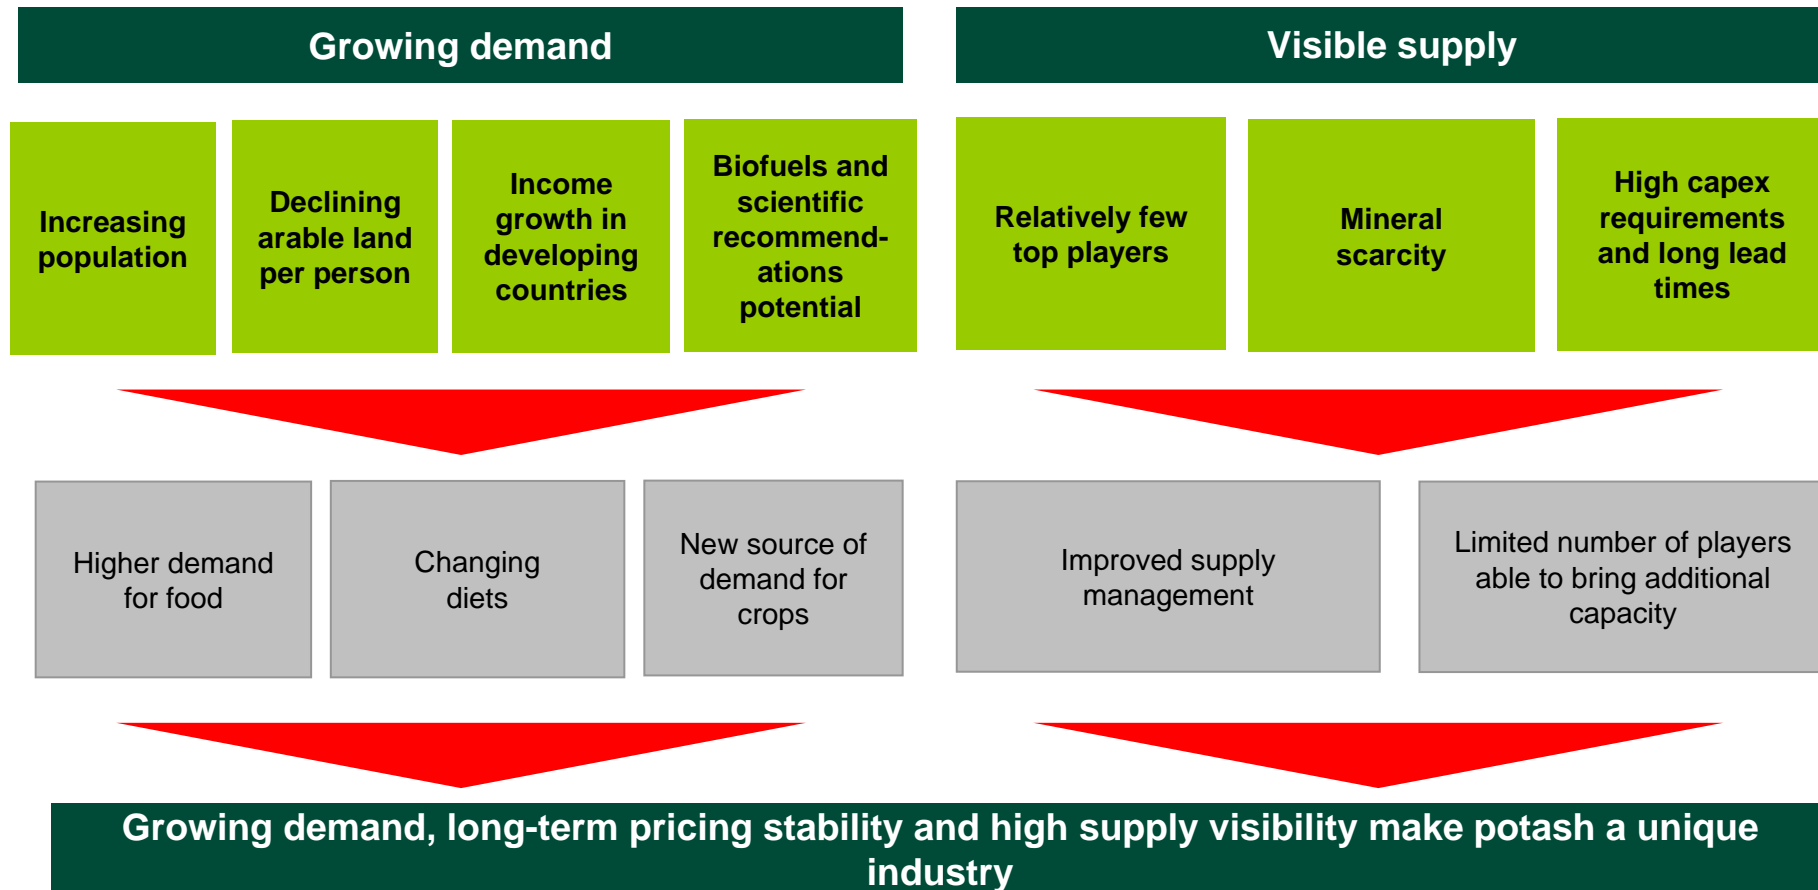 Growing demand
Visible supply
Increasing
population
Declining
arable land
per person
Income
growth in
developing
countries
Biofuels and
scientific
recommend-
ations
potential
Relatively few
top players
Mineral
scarcity
High capex
requirements
and long lead
times
Higher demand
for food
Changing
diets
New source of
demand for
crops
Improved supply
management
Limited number of players
able to bring additional
capacity
Growing demand, long-term pricing stability and high supply visibility make potash a unique
industry